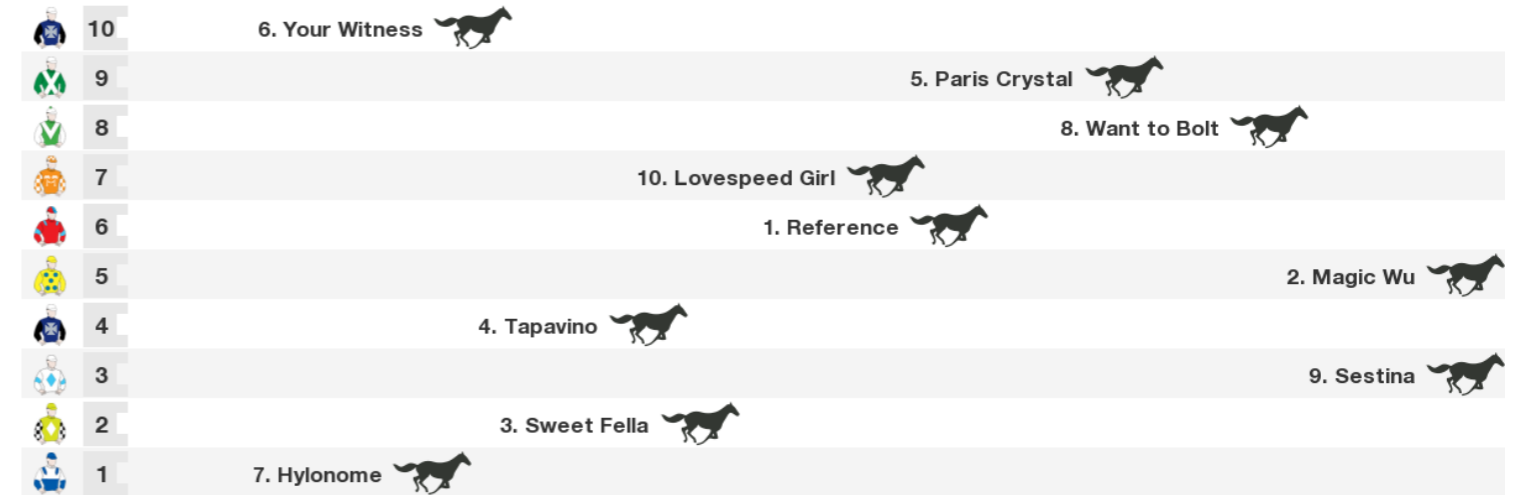 10 6. Your Witness
9 5. Paris Crystal
8 8. Want to Bolt
7 10. Lovespeed Girl
6 1. Reference
5 2. Magic Wu
4 4. Tapavino
3 9. Sestina
2 3. Sweet Fella
1 7. Hylonome